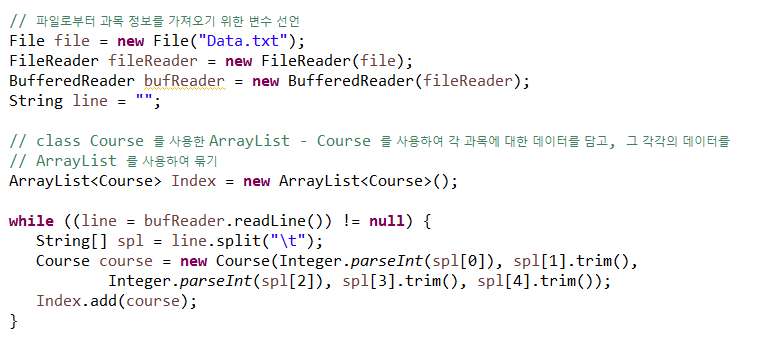 // 파일로부터 과목 정보를 가져오기 위한 변수 선언
File file = new File("Data.txt");
FileReader fileReader = new FileReader(file);
BufferedReader bufReader = new BufferedReader(fileReader);
String line = "";
// class Course 를 사용한 ArrayList - Course 를 사용하여 각 과목에 대한 데이터를 담고, 그 각각의 데이터를
// ArrayList 를 사용하여 묶기
ArrayList<Course> Index = new ArrayList<Course>();
while ((line = bufReader.readLine()) != null) {
String[] spl = line.split("\t");
Course course = new Course(Integer.parseInt(spl[0]), spl[1].trim(),
Integer.parseInt(spl[2]), spl[3].trim(), spl[4].trim());
Index.add(course);
}